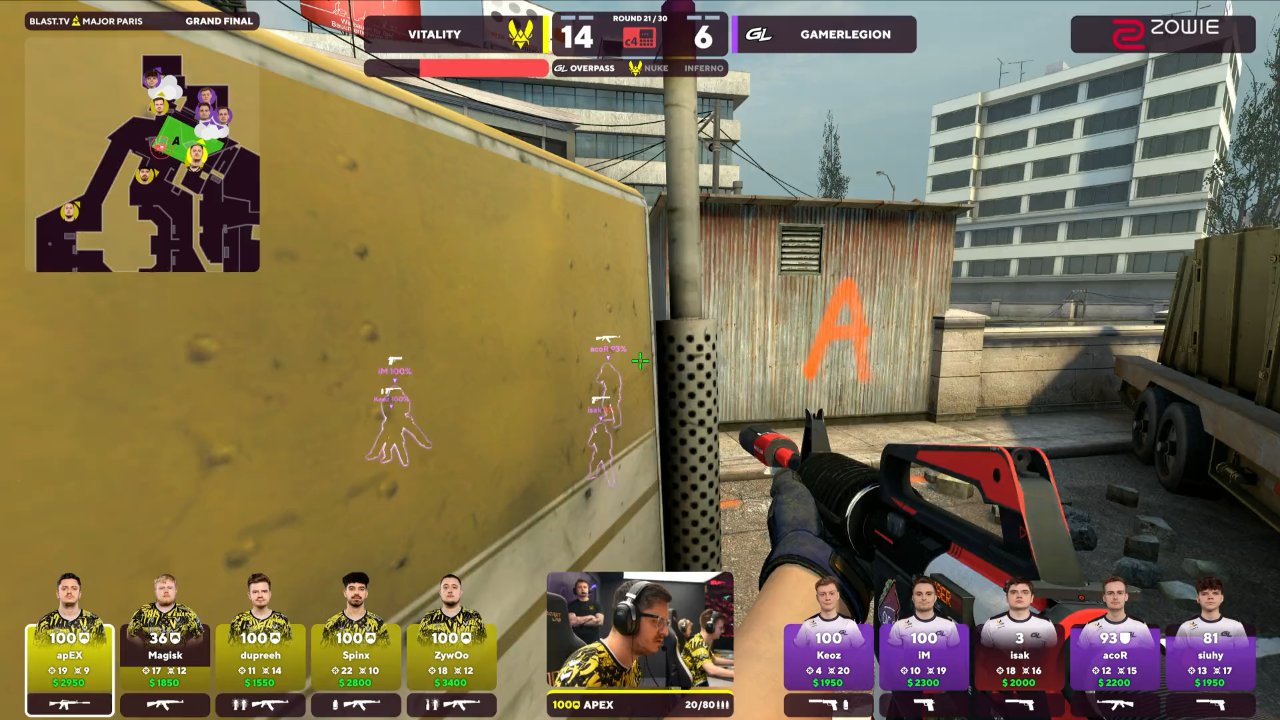 BLAST.TV MAJOR PARIS GRAND FINAL
VITALITY 14 ROUND 21 / 30 6 GL GAMERLEGION
C4
ZOWIE
GL OVERPASS NUKE INFERNO
A
A
iM 100%
Keoz 100%
acoR 93%
isak
100 apEX 19 9 $2950
36 Magisk 17 12 $1850
100 dupreeh 11 14 $1550
100 Spinx 22 10 $2800
100 ZywOo 18 12 $3400
100 APEX 20/80
100 Keoz 4 20 $1950
100 iM 10 19 $2300
3 isak 18 16 $2000
93 acoR 12 15 $2200
81 siuhy 13 17 $1950